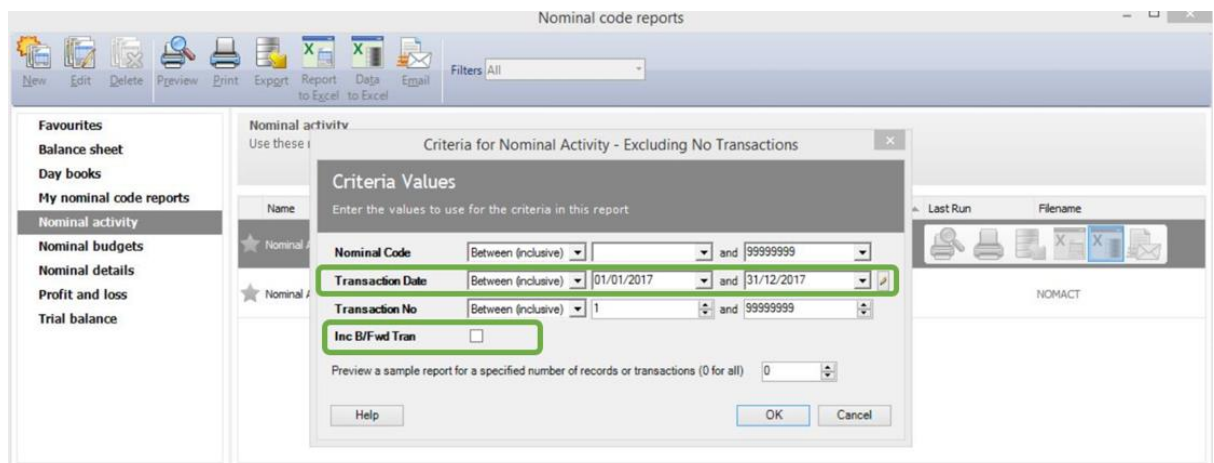 Nominal code reports
New Edit Delete Preview Print Export Report to Excel Data to Excel Email Filters All
Favourites
Balance sheet
Day books
My nominal code reports
Nominal activity
Nominal budgets
Nominal details
Profit and loss
Trial balance
Nominal activity
Use these
Name Last Run Filename
Nominal
Nominal NOMACT
Criteria for Nominal Activity - Excluding No Transactions
Criteria Values
Enter the values to use for the criteria in this report
Nominal Code Between (inclusive) and 99999999
Transaction Date Between (inclusive) 01/01/2017 and 31/12/2017
Transaction No Between (inclusive) 1 and 99999999
Inc B/Fwd Tran
Preview a sample report for a specified number of records or transactions (0 for all) 0
Help OK Cancel